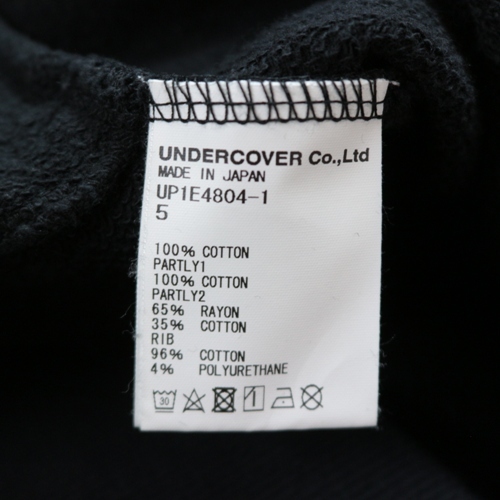 UNDERCOVER Co.,Ltd
MADE IN JAPAN
UP1E4804-1
5
100% COTTON
PARTLY1
100% COTTON
PARTLY2
65% RAYON
35% COTTON
RIB
96% COTTON
4% POLYURETHANE
30